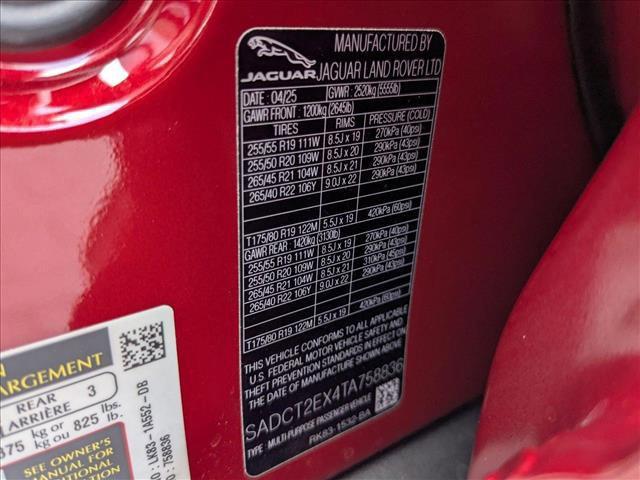 JAGUAR
MANUFACTURED BY
JAGUAR LAND ROVER LTD
DATE : 04/25 GVWR : 2520kg (5555lb)
GAWR FRONT : 1200kg (2645lb)
TIRES RIMS PRESSURE (COLD)
255/55 R19 111W 8.5J x 19 270kPa (40psi)
255/50 R20 109W 8.5J x 20 290kPa (43psi)
265/45 R21 104W 8.5J x 21 290kPa (43psi)
265/40 R22 106Y 9.0J x 22 290kPa (43psi)
T175/80 R19 122M 5.5J x 19 420kPa (60psi)
GAWR REAR : 1420kg (3130lb)
255/55 R19 111W 8.5J x 19 270kPa (40psi)
255/50 R20 109W 8.5J x 20 290kPa (43psi)
265/45 R21 104W 8.5J x 21 310kPa (45psi)
265/40 R22 106Y 9.0J x 22 290kPa (43psi)
T175/80 R19 122M 5.5J x 19 420kPa (60psi)
THIS VEHICLE CONFORMS TO ALL APPLICABLE
U.S. FEDERAL MOTOR VEHICLE SAFETY AND
THEFT PREVENTION STANDARDS IN EFFECT ON
THE DATE OF MANUFACTURE SHOWN ABOVE.
SADCT2EX4TA758836
TYPE : MULTI-PURPOSE PASSENGER VEHICLE
RK83-1532-BA
ARGEMENT
REAR
ARRIÈRE 3
375 kg or 825 lbs.
kg ou lb.
SEE OWNER'S
MANUAL FOR
ADDITIONAL
: LK83-1A552-DB
: 758836